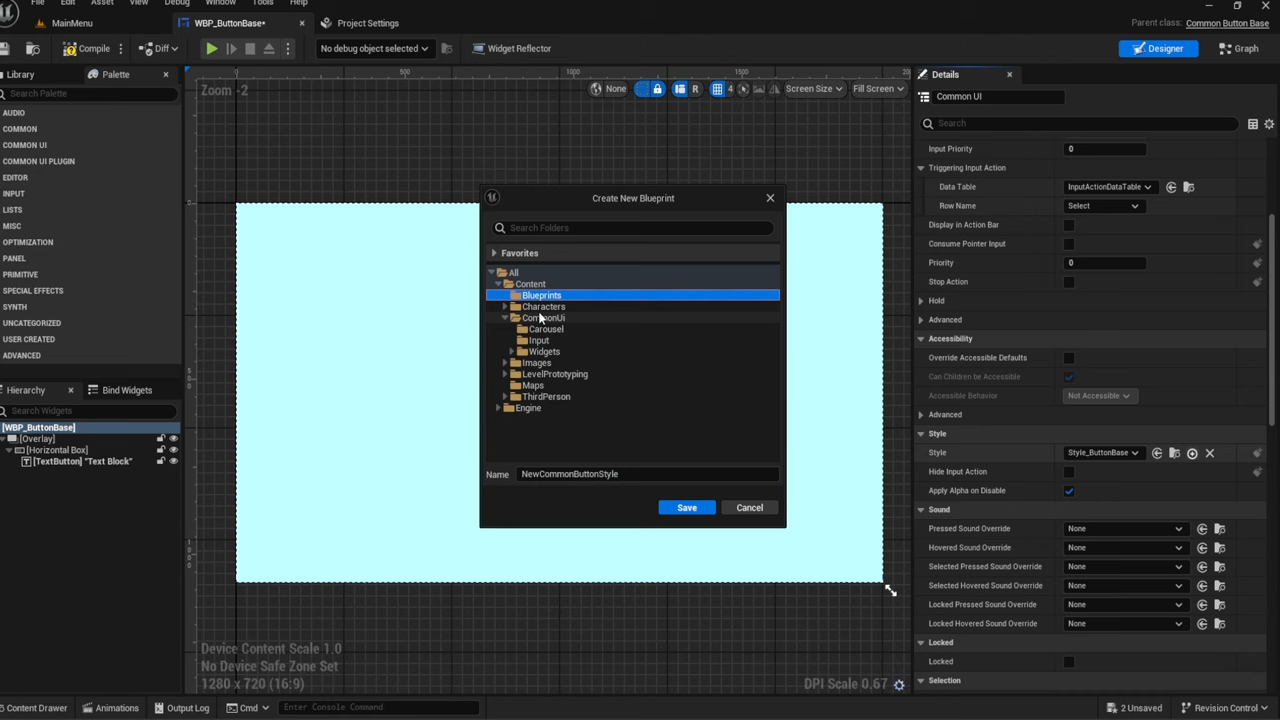 File Edit Asset View Debug Window Tools Help
MainMenu
WBP_ButtonBase*
Project Settings
Parent class: Common Button Base
Compile
Diff
No debug object selected
Widget Reflector
Designer
Graph
Library
Palette
Search Palette
AUDIO
COMMON
COMMON UI
COMMON UI PLUGIN
EDITOR
INPUT
LISTS
MISC
OPTIMIZATION
PANEL
PRIMITIVE
SPECIAL EFFECTS
SYNTH
UNCATEGORIZED
USER CREATED
ADVANCED
Hierarchy
Bind Widgets
Search Widgets
[WBP_ButtonBase]
[Overlay]
[Horizontal Box]
[TextButton] "Text Block"
Zoom -2
0
500
1000
1500
None
R
4
Screen Size
Fill Screen
Device Content Scale 1.0
No Device Safe Zone Set
1280 x 720 (16:9)
DPI Scale 0.67
Create New Blueprint
Search Folders
Favorites
All
Content
Blueprints
Characters
CommonUi
Carousel
Input
Widgets
Images
LevelPrototyping
Maps
ThirdPerson
Engine
Name NewCommonButtonStyle
Save
Cancel
Details
Common UI
Search
Input Priority 0
Triggering Input Action
Data Table InputActionDataTable
Row Name Select
Display in Action Bar
Consume Pointer Input
Priority 0
Stop Action
Hold
Advanced
Accessibility
Override Accessible Defaults
Can Children be Accessible
Accessible Behavior Not Accessible
Advanced
Style
Style Style_ButtonBase
Hide Input Action
Apply Alpha on Disable
Sound
Pressed Sound Override None
Hovered Sound Override None
Selected Pressed Sound Override None
Selected Hovered Sound Override None
Locked Pressed Sound Override None
Locked Hovered Sound Override None
Locked
Locked
Selection
Content Drawer
Animations
Output Log
Cmd
Enter Console Command
2 Unsaved
Revision Control